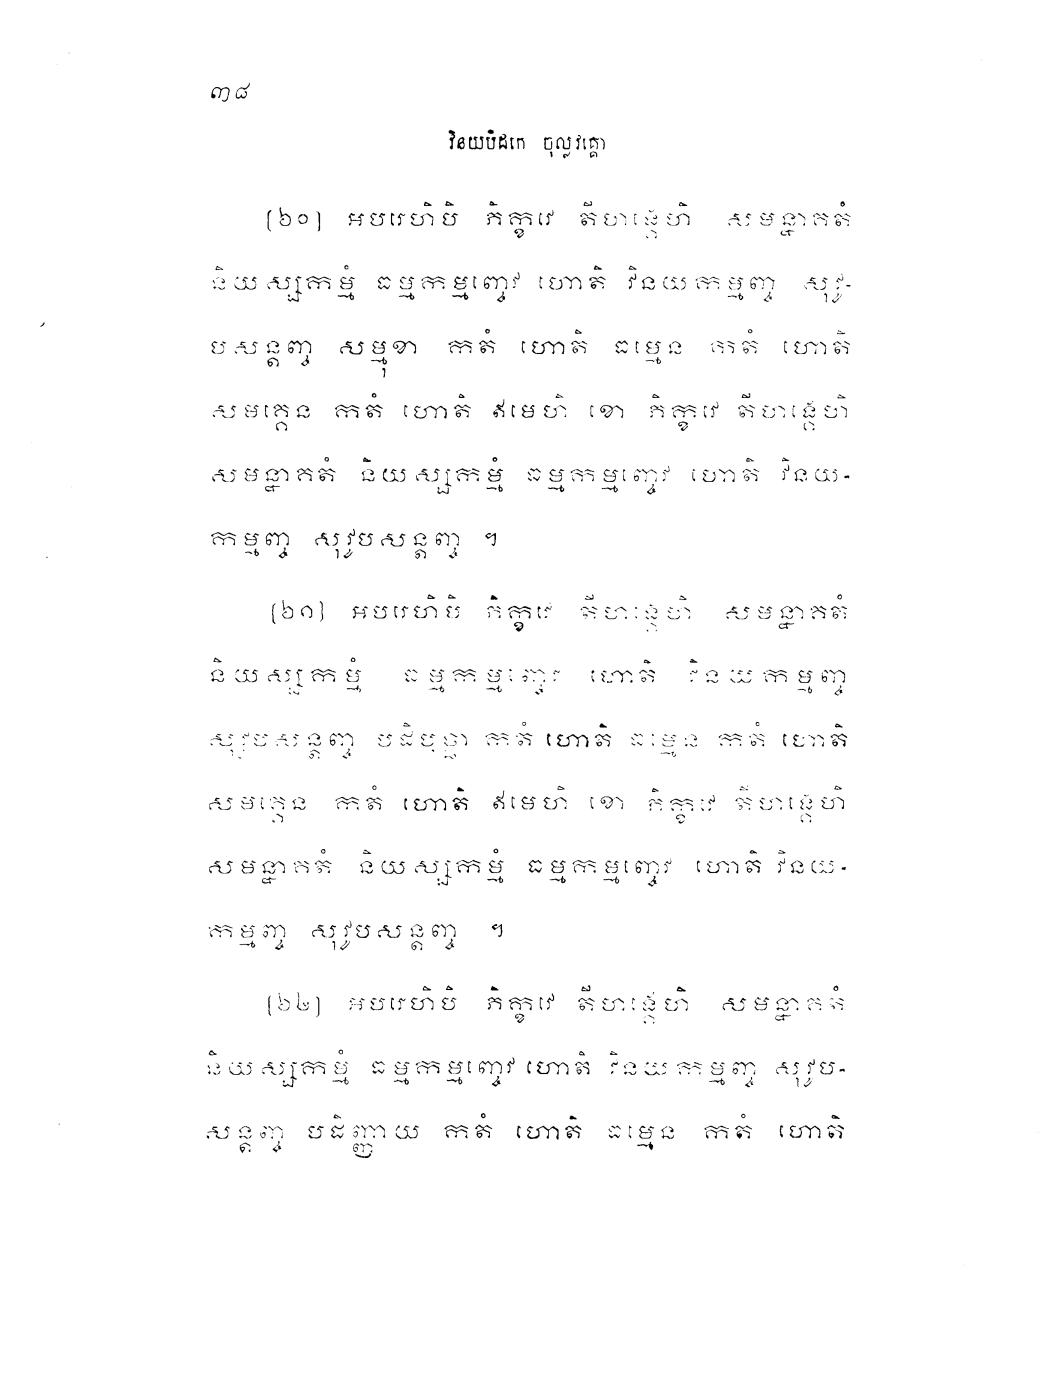 ៣៨
វិនយបិដកេ ចុល្លវគ្គោ
[៦០] អបរេហិបិ ភិក្ខវេ តីហង្គេហិ សមន្នាគតំ
និយស្សកម្មំ ធម្មកម្មញ្ចេវ ហោតិ វិនយកម្មញ្ច សុវូ-
បសន្តញ្ច សម្មុខា កតំ ហោតិ ធម្មេន កតំ ហោតិ
សមគ្គេន កតំ ហោតិ ឥមេហិ ខោ ភិក្ខវេ តីហង្គេហិ
សមន្នាគតំ និយស្សកម្មំ ធម្មកម្មញ្ចេវ ហោតិ វិនយ-
កម្មញ្ច សុវូបសន្តញ្ច ។
[៦១] អបរេហិបិ ភិក្ខវេ តីហង្គេហិ សមន្នាគតំ
និយស្សកម្មំ ធម្មកម្មញ្ចេវ ហោតិ វិនយកម្មញ្ច
សុវូបសន្តញ្ច បដិបុច្ឆា កតំ ហោតិ ធម្មេន កតំ ហោតិ
សមគ្គេន កតំ ហោតិ ឥមេហិ ខោ ភិក្ខវេ តីហង្គេហិ
សមន្នាគតំ និយស្សកម្មំ ធម្មកម្មញ្ចេវ ហោតិ វិនយ-
កម្មញ្ច សុវូបសន្តញ្ច ។
[៦២] អបរេហិបិ ភិក្ខវេ តីហង្គេហិ សមន្នាគតំ
និយស្សកម្មំ ធម្មកម្មញ្ចេវ ហោតិ វិនយកម្មញ្ច សុវូប-
សន្តញ្ច បដិញ្ញាយ កតំ ហោតិ ធម្មេន កតំ ហោតិ